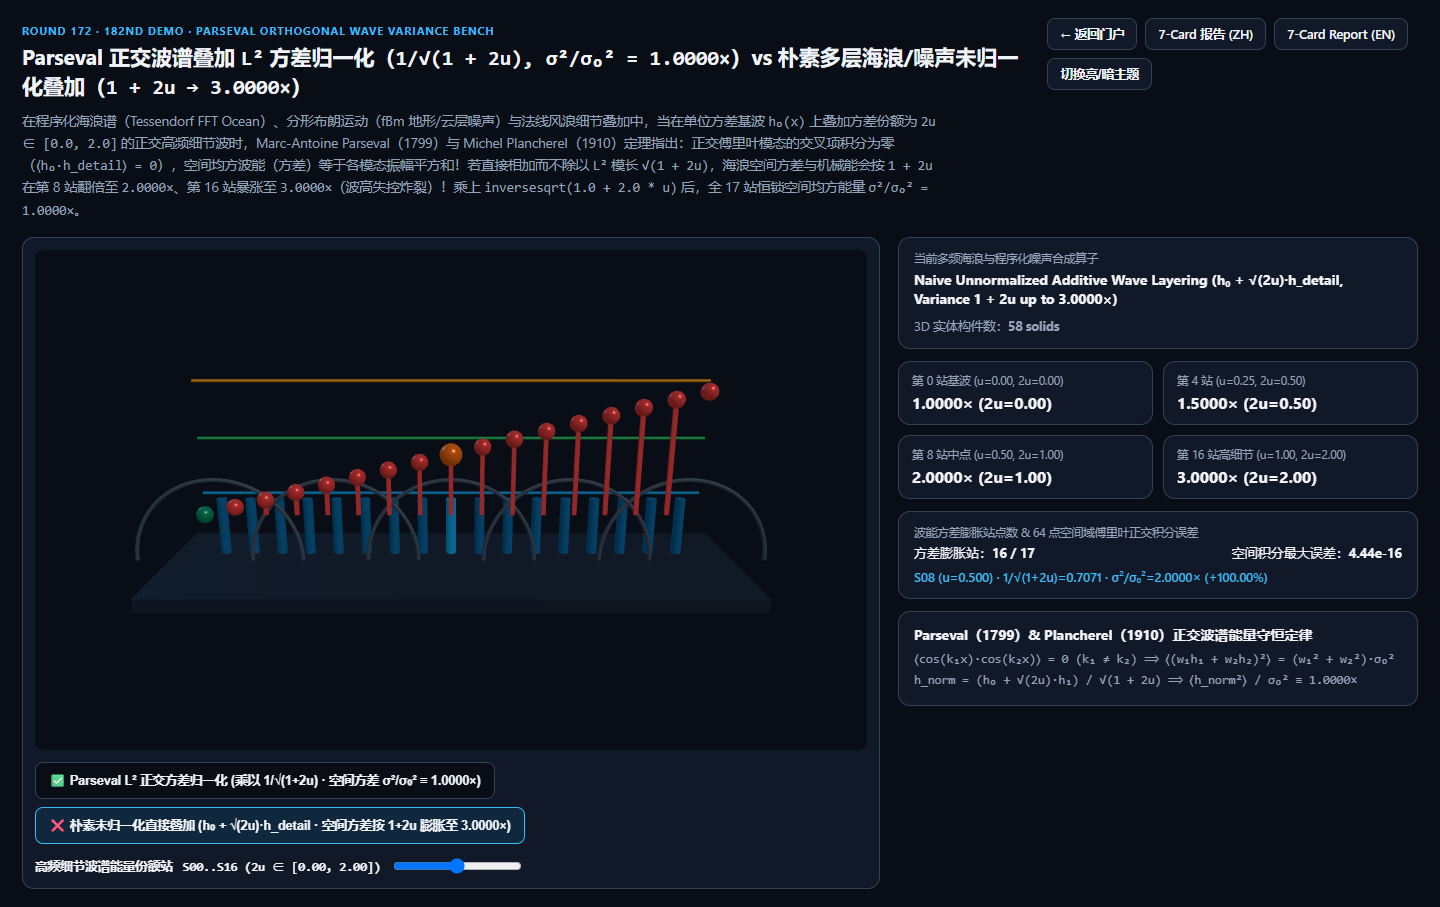 ROUND 172 · 182ND DEMO · PARSEVAL ORTHOGONAL WAVE VARIANCE BENCH
Parseval 正交波谱叠加 L² 方差归一化 (1/√(1 + 2u), σ²/σ₀² = 1.0000×) vs 朴素多层海浪/噪声未归一
化叠加 (1 + 2u → 3.0000×)
← 返回门户
7-Card 报告 (ZH)
7-Card Report (EN)
切换亮/暗主题
在程序化海浪谱（Tessendorf FFT Ocean）、分形布朗运动（fBm 地形/云层噪声）与法线风浪细节叠加中，当在单位方差基波 h₀(x) 上叠加方差份额为 2u
∈ [0.0, 2.0] 的正交高频细节波时，Marc-Antoine Parseval（1799）与 Michel Plancherel（1910）定理指出：正交傅里叶模态的交叉项积分为零
（⟨h₀·h_detail⟩ = 0），空间均方波能（方差）等于各模态振幅平方和！若直接相加而不除以 L² 模长 √(1 + 2u)，海浪空间方差与机械能会按 1 + 2u
在第 8 站翻倍至 2.0000×、第 16 站暴涨至 3.0000×（波高失控炸裂）！乘上 inversesqrt(1.0 + 2.0 * u) 后，全 17 站恒锁空间均方能量 σ²/σ₀² =
1.0000×。
当前多频海浪与程序化噪声合成算子
Naive Unnormalized Additive Wave Layering (h₀ + √(2u)·h_detail,
Variance 1 + 2u up to 3.0000×)
3D 实体构件数：58 solids
第 0 站基波 (u=0.00, 2u=0.00)
1.0000× (2u=0.00)
第 4 站 (u=0.25, 2u=0.50)
1.5000× (2u=0.50)
第 8 站中点 (u=0.50, 2u=1.00)
2.0000× (2u=1.00)
第 16 站高细节 (u=1.00, 2u=2.00)
3.0000× (2u=2.00)
波能方差膨胀站点数 & 64 点空间域傅里叶正交积分误差
方差膨胀站：16 / 17
空间积分最大误差：4.44e-16
S08 (u=0.500) · 1/√(1+2u)=0.7071 · σ²/σ₀²=2.0000× (+100.00%)
Parseval（1799）& Plancherel（1910）正交波谱能量守恒定律
⟨cos(k₁x)·cos(k₂x)⟩ = 0 (k₁ ≠ k₂) ⟹ ⟨(w₁h₁ + w₂h₂)²⟩ = (w₁² + w₂²)·σ₀²
h_norm = (h₀ + √(2u)·h₁) / √(1 + 2u) ⟹ ⟨h_norm²⟩ / σ₀² ≡ 1.0000×
✅ Parseval L² 正交方差归一化 (乘以 1/√(1+2u) · 空间方差 σ²/σ₀² ≡ 1.0000×)
❌ 朴素未归一化直接叠加 (h₀ + √(2u)·h_detail · 空间方差按 1+2u 膨胀至 3.0000×)
高频细节波谱能量份额站 S00..S16 (2u ∈ [0.00, 2.00])